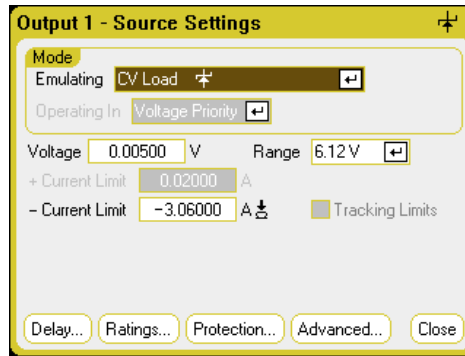 Output 1 - Source Settings
Mode
Emulating CV Load
Operating In Voltage Priority
Voltage 0.00500 V Range 6.12 V
+ Current Limit 0.02000 A
- Current Limit -3.06000 A Tracking Limits
Delay... Ratings... Protection... Advanced... Close